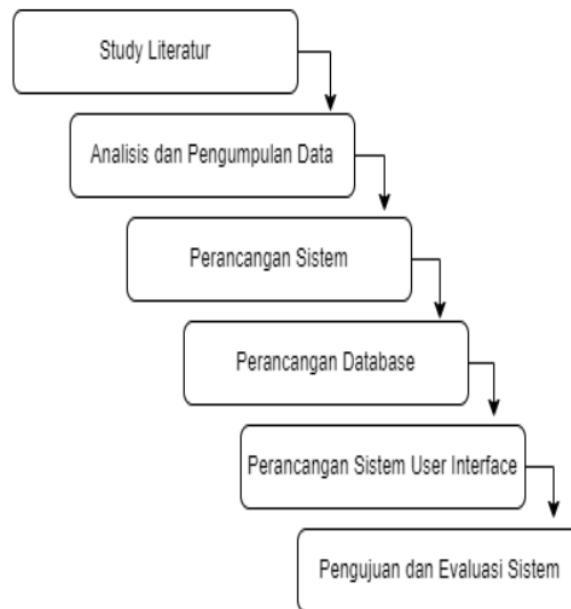 Study Literatur
Analisis dan Pengumpulan Data
Perancangan Sistem
Perancangan Database
Perancangan Sistem User Interface
Pengujuan dan Evaluasi Sistem